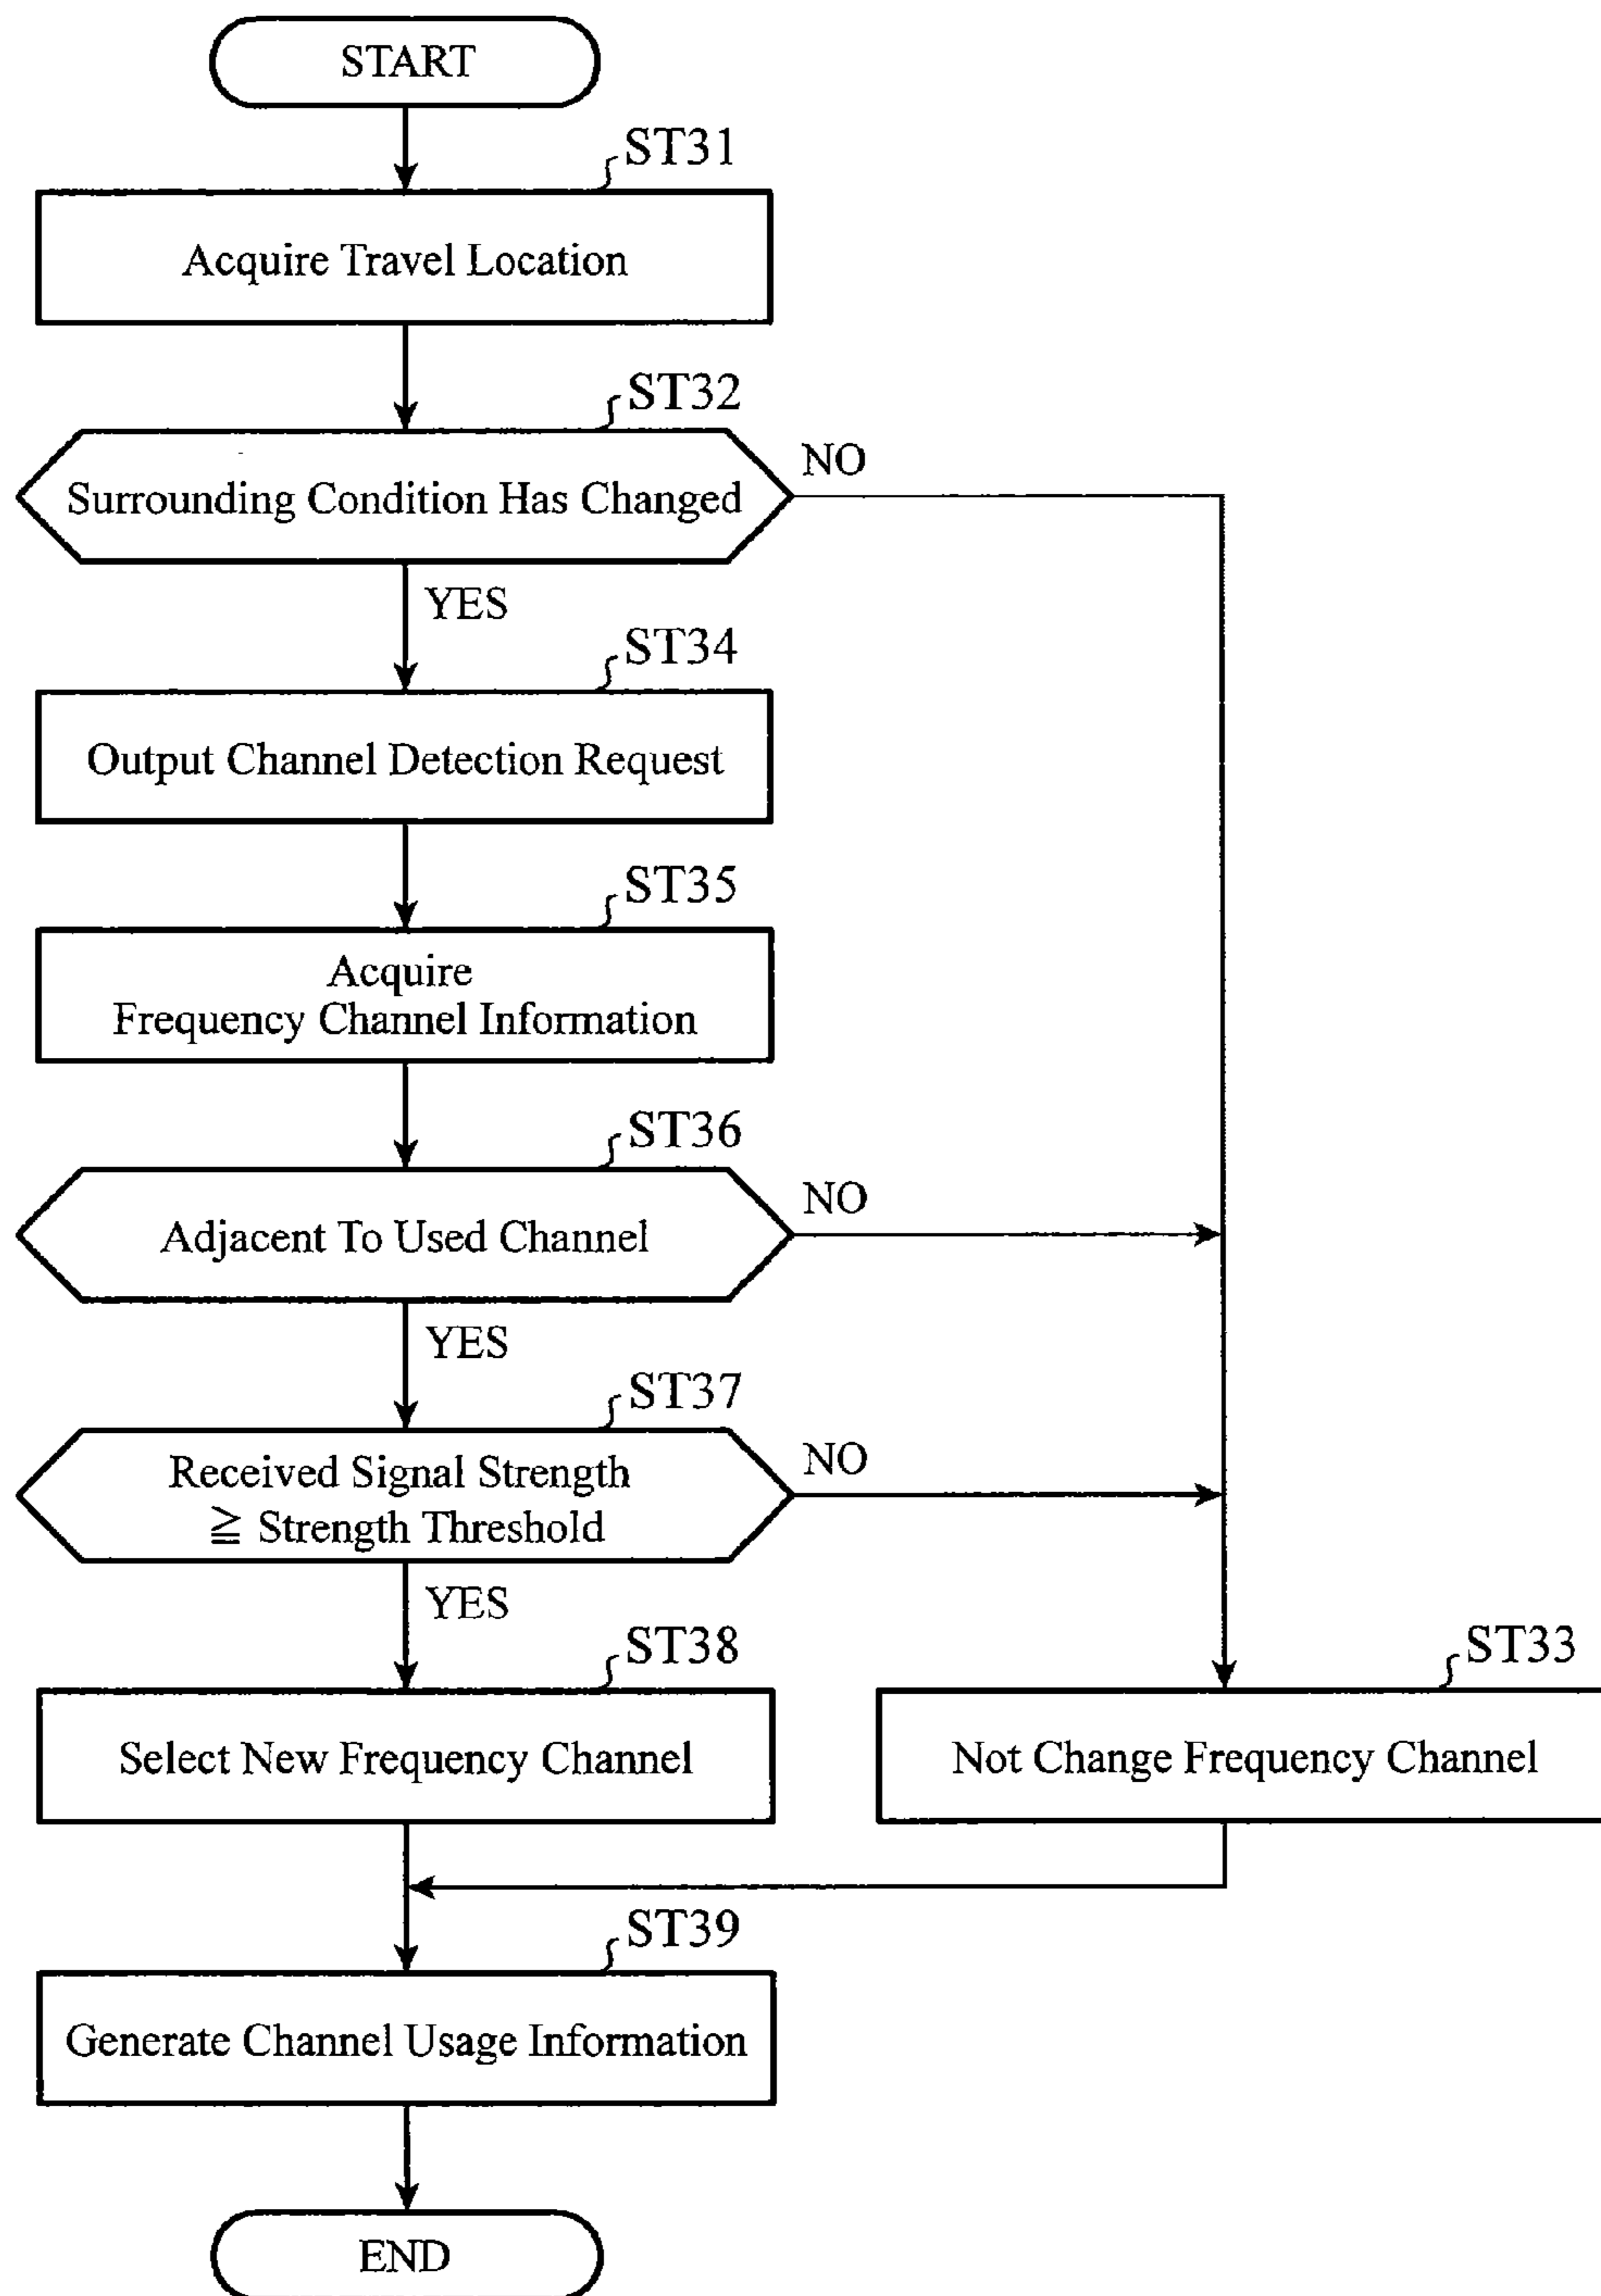 START
ST31
Acquire Travel Location
ST32
Surrounding Condition Has Changed
NO
YES
ST34
Output Channel Detection Request
ST35
Acquire
Frequency Channel Information
ST36
Adjacent To Used Channel
NO
YES
ST37
Received Signal Strength
≧ Strength Threshold
NO
YES
ST38
Select New Frequency Channel
ST33
Not Change Frequency Channel
ST39
Generate Channel Usage Information
END